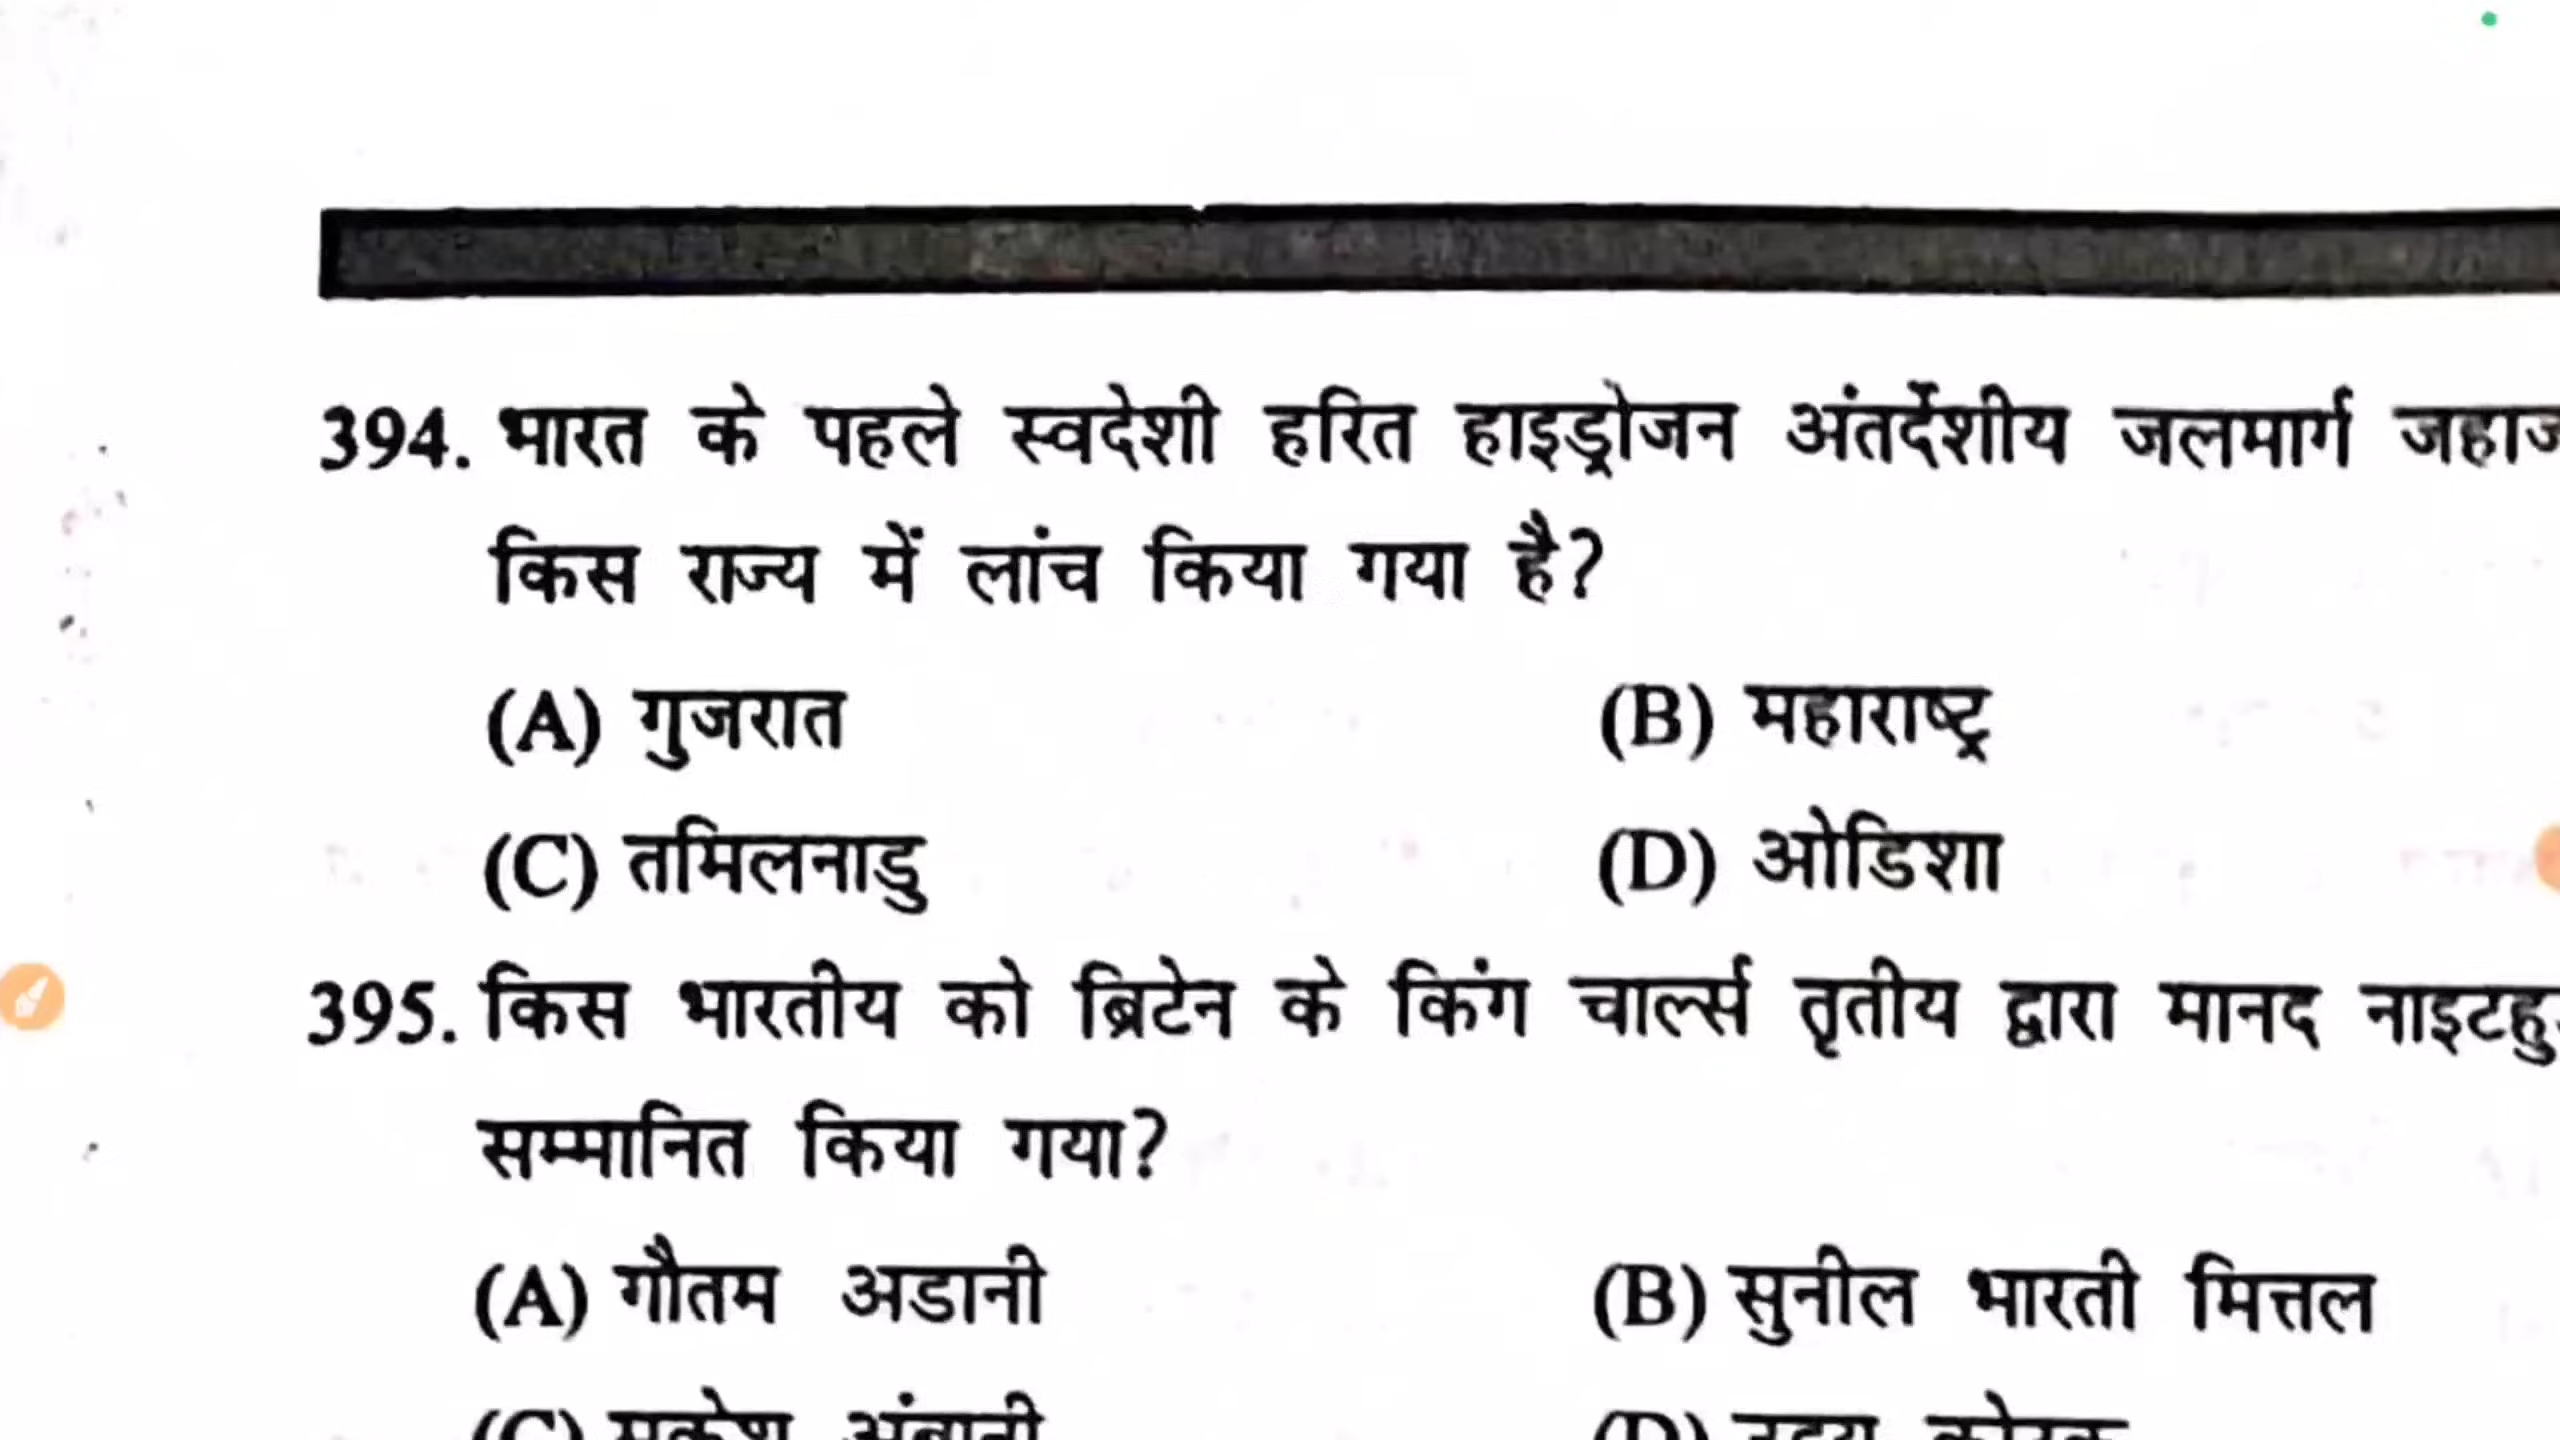 394. भारत के पहले स्वदेशी हरित हाइड्रोजन अंतर्देशीय जलमार्ग
किस राज्य में लांच किया गया है?
(A) गुजरात (B) महाराष्ट्र
(C) तमिलनाडु (D) ओडिशा
395. किस भारतीय को ब्रिटेन के किंग चार्ल्स तृतीय द्वारा मानद
सम्मानित किया गया?
(A) गौतम अडानी (B) सुनील भारती मित्तल